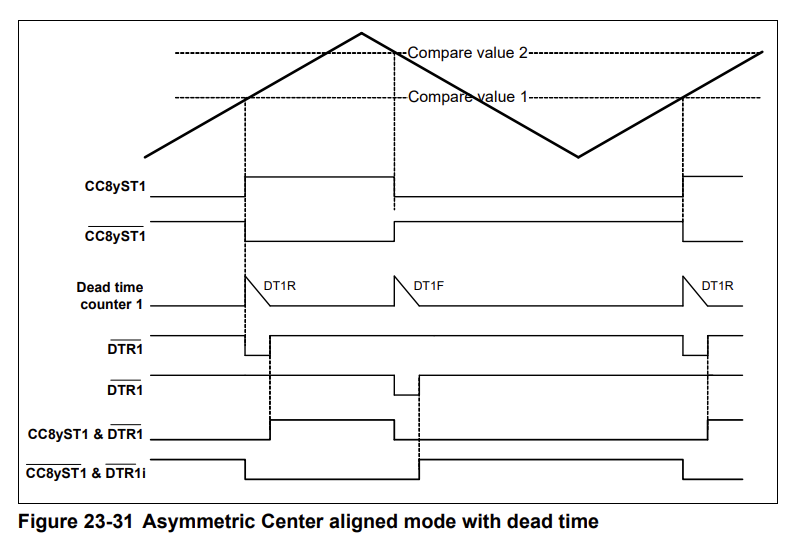 Compare value 2
Compare value 1
CC8yST1
CC8yST1
Dead time
counter 1
DT1R
DT1F
DT1R
DTR1
DTR1
CC8yST1 & DTR1
CC8yST1 & DTR1i
Figure 23-31 Asymmetric Center aligned mode with dead time